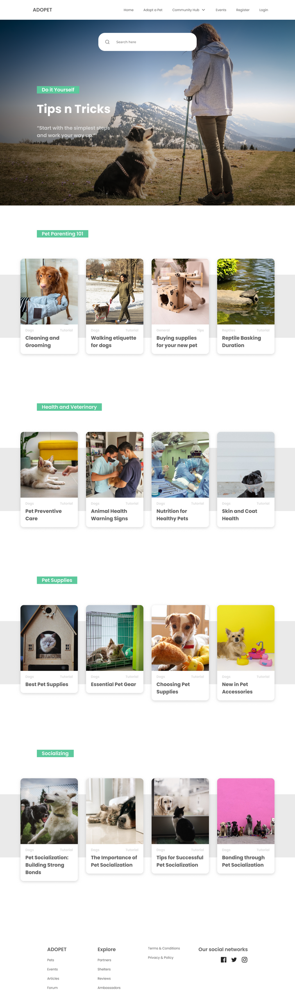 ADOPET
Home
Adopt a Pet
Community Hub
Events
Register
Login
Search here
Do it Yourself
Tips n Tricks
“Start with the simplest steps
and work your way up.”
Pet Parenting 101
Dogs
Tutorial
Cleaning and
Grooming
Dogs
Tutorial
Walking etiquette
for dogs
General
Tips
Buying supplies
for your new pet
Reptiles
Tutorial
Reptile Basking
Duration
Health and Veterinary
Dogs
Tutorial
Pet Preventive
Care
Dogs
Tutorial
Animal Health
Warning Signs
Dogs
Tutorial
Nutrition for
Healthy Pets
Dogs
Tutorial
Skin and Coat
Health
Pet Supplies
Dogs
Tutorial
Best Pet Supplies
Dogs
Tutorial
Essential Pet Gear
Dogs
Tutorial
Choosing Pet
Supplies
Dogs
Tutorial
New in Pet
Accessories
Socializing
Dogs
Tutorial
Pet Socialization:
Building Strong
Bonds
Dogs
Tutorial
The Importance of
Pet Socialization
Dogs
Tutorial
Tips for Successful
Pet Socialization
Dogs
Tutorial
Bonding through
Pet Socialization
ADOPET
Pets
Events
Articles
Forum
Explore
Partners
Shelters
Reviews
Ambassadors
Terms & Conditions
Privacy & Policy
Our social networks